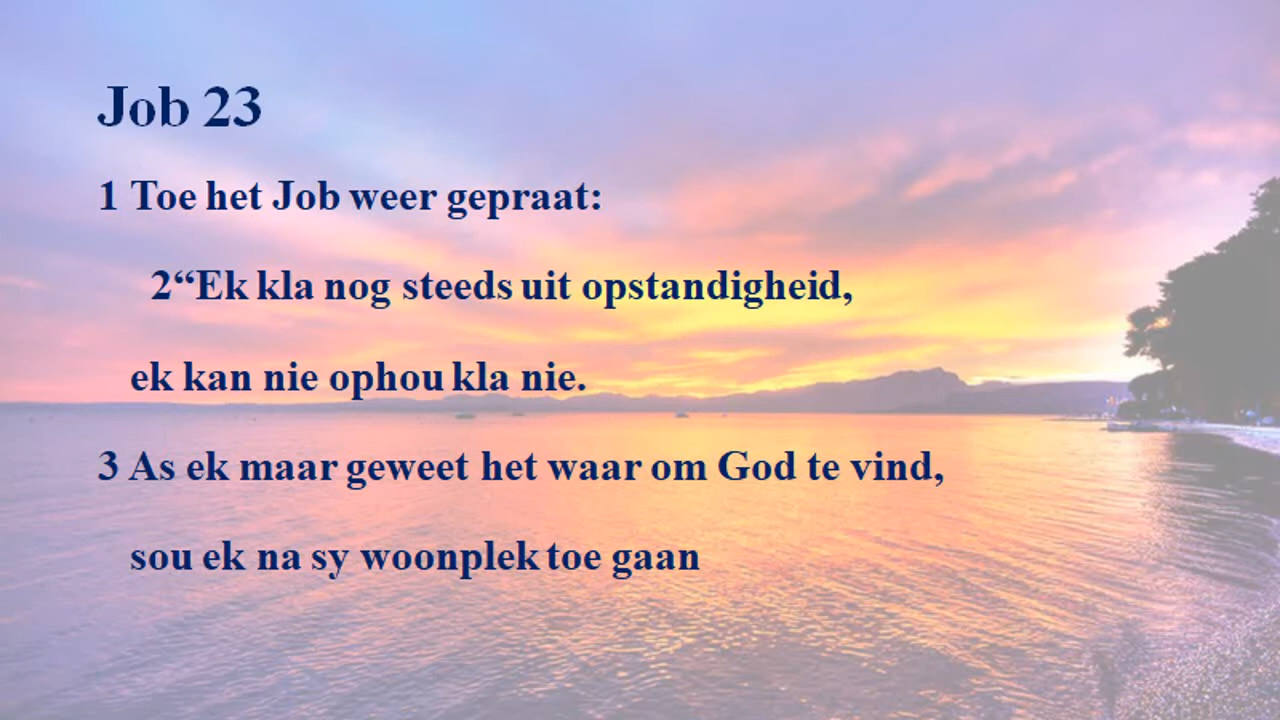 Job 23
1 Toe het Job weer gepraat:
2“Ek kla nog steeds uit opstandigheid,
ek kan nie ophou kla nie.
3 As ek maar geweet het waar om God te vind,
sou ek na sy woonplek toe gaan